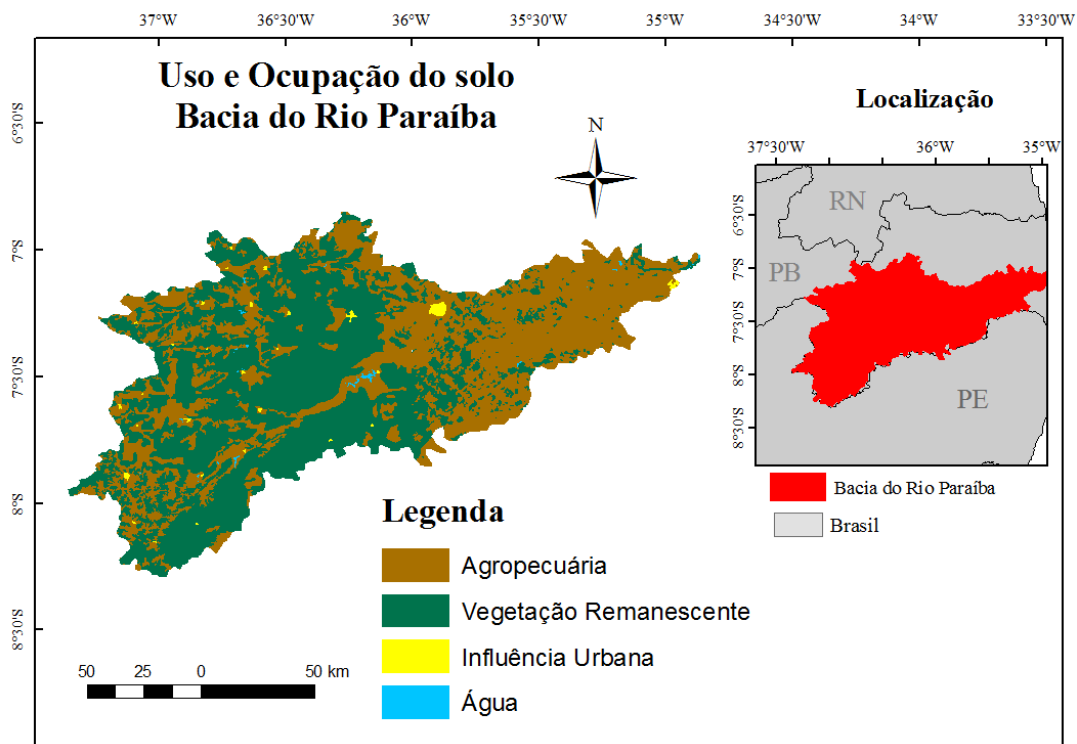 37°W 36°30'W 36°W 35°30'W 35°W 34°30'W 34°W 33°30'W
Uso e Ocupação do solo
Bacia do Rio Paraíba
N
6°30'S
7°S
7°30'S
8°S
8°30'S
Localização
37°30'W 36°W 35°W
6°30'S
7°S
7°30'S
8°S
8°30'S
RN
PB
PE
Bacia do Rio Paraíba
Brasil
Legenda
Agropecuária
Vegetação Remanescente
Influência Urbana
Água
50 25 0 50 km